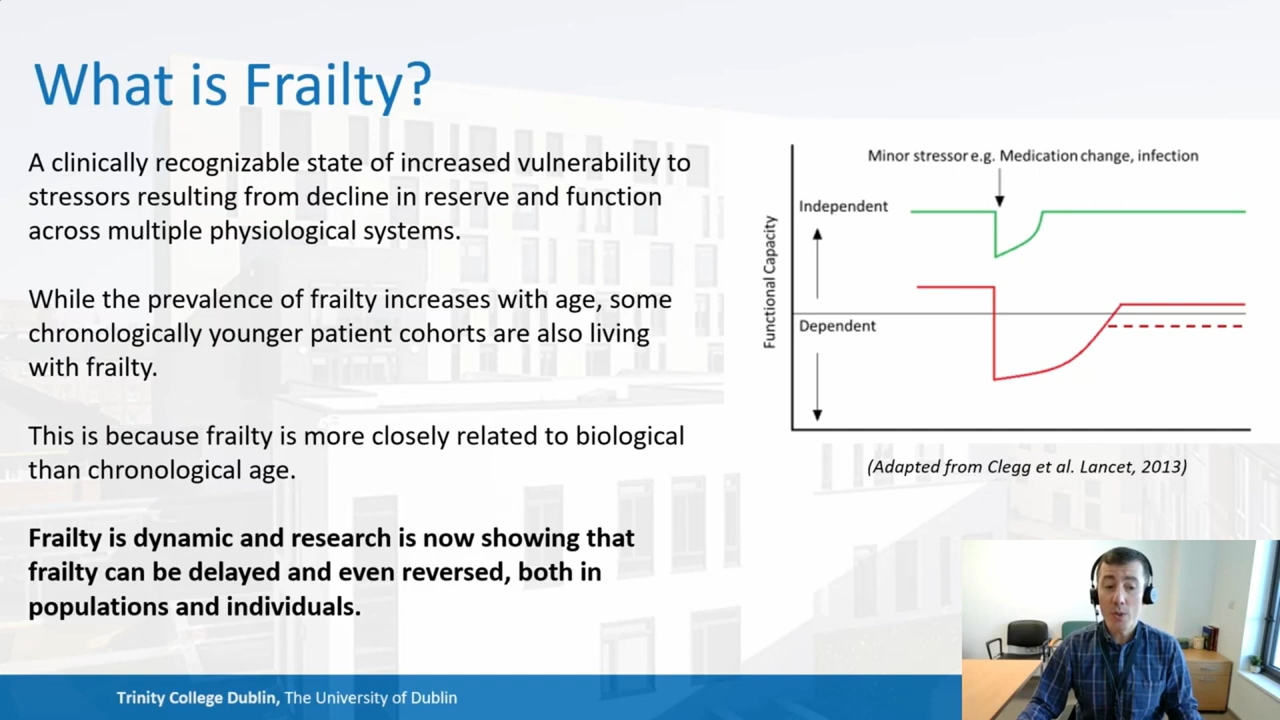 What is Frailty?
A clinically recognizable state of increased vulnerability to
stressors resulting from decline in reserve and function
across multiple physiological systems.
While the prevalence of frailty increases with age, some
chronologically younger patient cohorts are also living
with frailty.
This is because frailty is more closely related to biological
than chronological age.
Frailty is dynamic and research is now showing that
frailty can be delayed and even reversed, both in
populations and individuals.
Minor stressor e.g. Medication change, infection
Independent
Functional Capacity
Dependent
(Adapted from Clegg et al. Lancet, 2013)
Trinity College Dublin, The University of Dublin